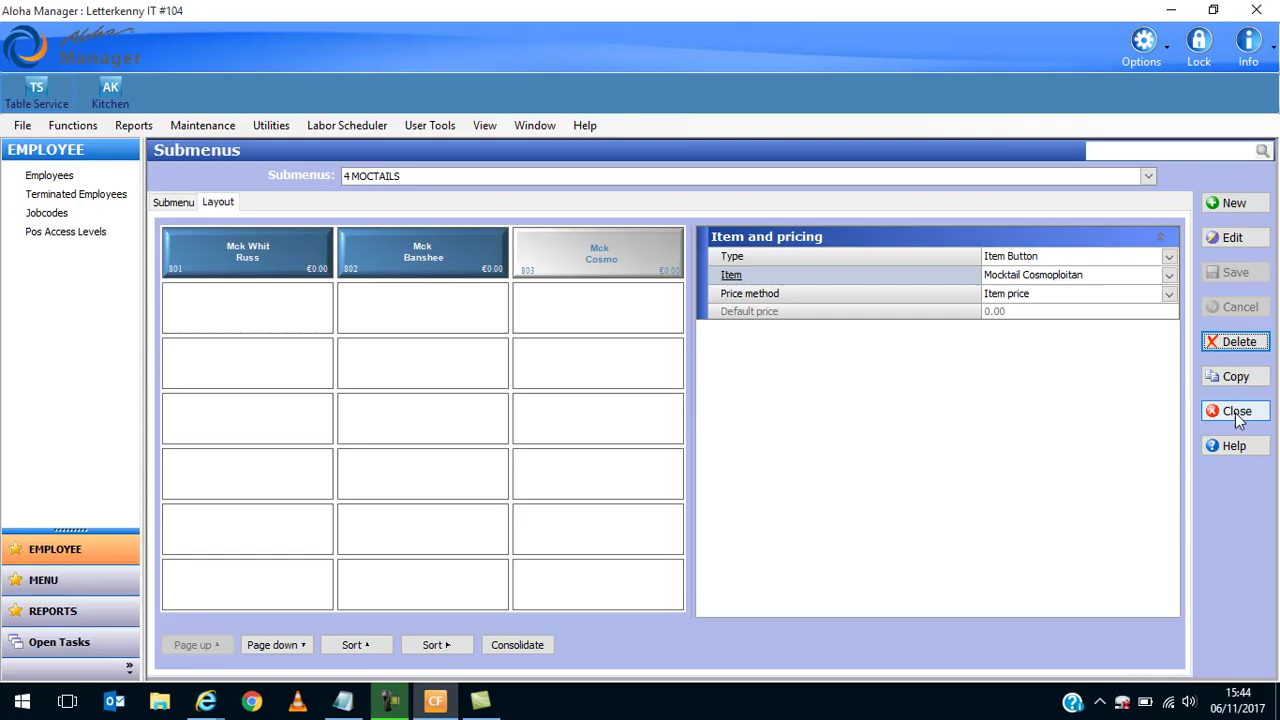 Aloha Manager : Letterkenny IT #104
Aloha
Manager
Options
Lock
Info
TS
Table Service
AK
Kitchen
File Functions Reports Maintenance Utilities Labor Scheduler User Tools View Window Help
EMPLOYEE
Employees
Terminated Employees
Jobcodes
Pos Access Levels
EMPLOYEE
MENU
REPORTS
Open Tasks
»
Submenus
Submenus: 4 MOCTAILS
Submenu Layout
Mck Whit
Russ
801 €0.00
Mck
Banshee
802 €0.00
Mck
Cosmo
803 €0.00
Item and pricing
Type Item Button
Item Mocktail Cosmoploitan
Price method Item price
Default price 0.00
Page up Page down Sort Sort Consolidate
New
Edit
Save
Cancel
Delete
Copy
Close
Help
CF
15:44
06/11/2017